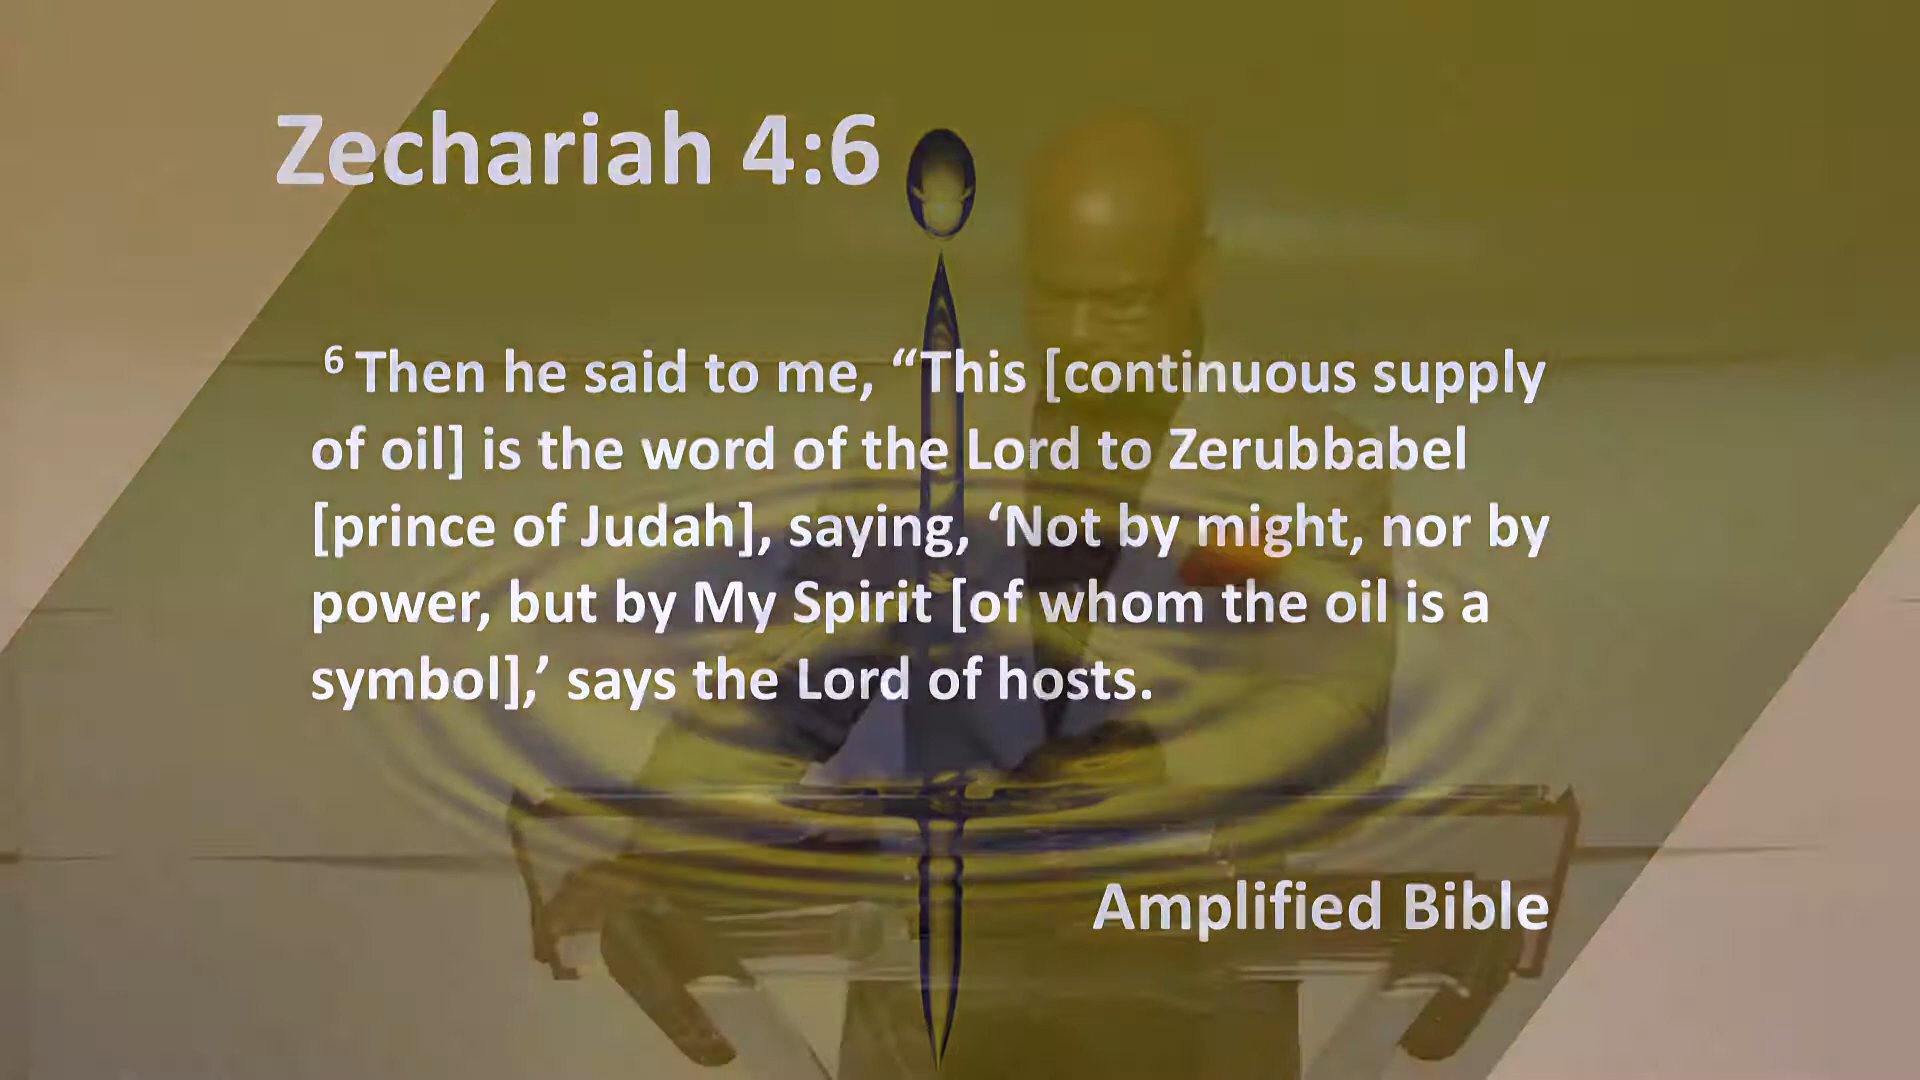 Zechariah 4:6
6 Then he said to me, “This [continuous supply
of oil] is the word of the Lord to Zerubbabel
[prince of Judah], saying, ‘Not by might, nor by
power, but by My Spirit [of whom the oil is a
symbol],’ says the Lord of hosts.
Amplified Bible